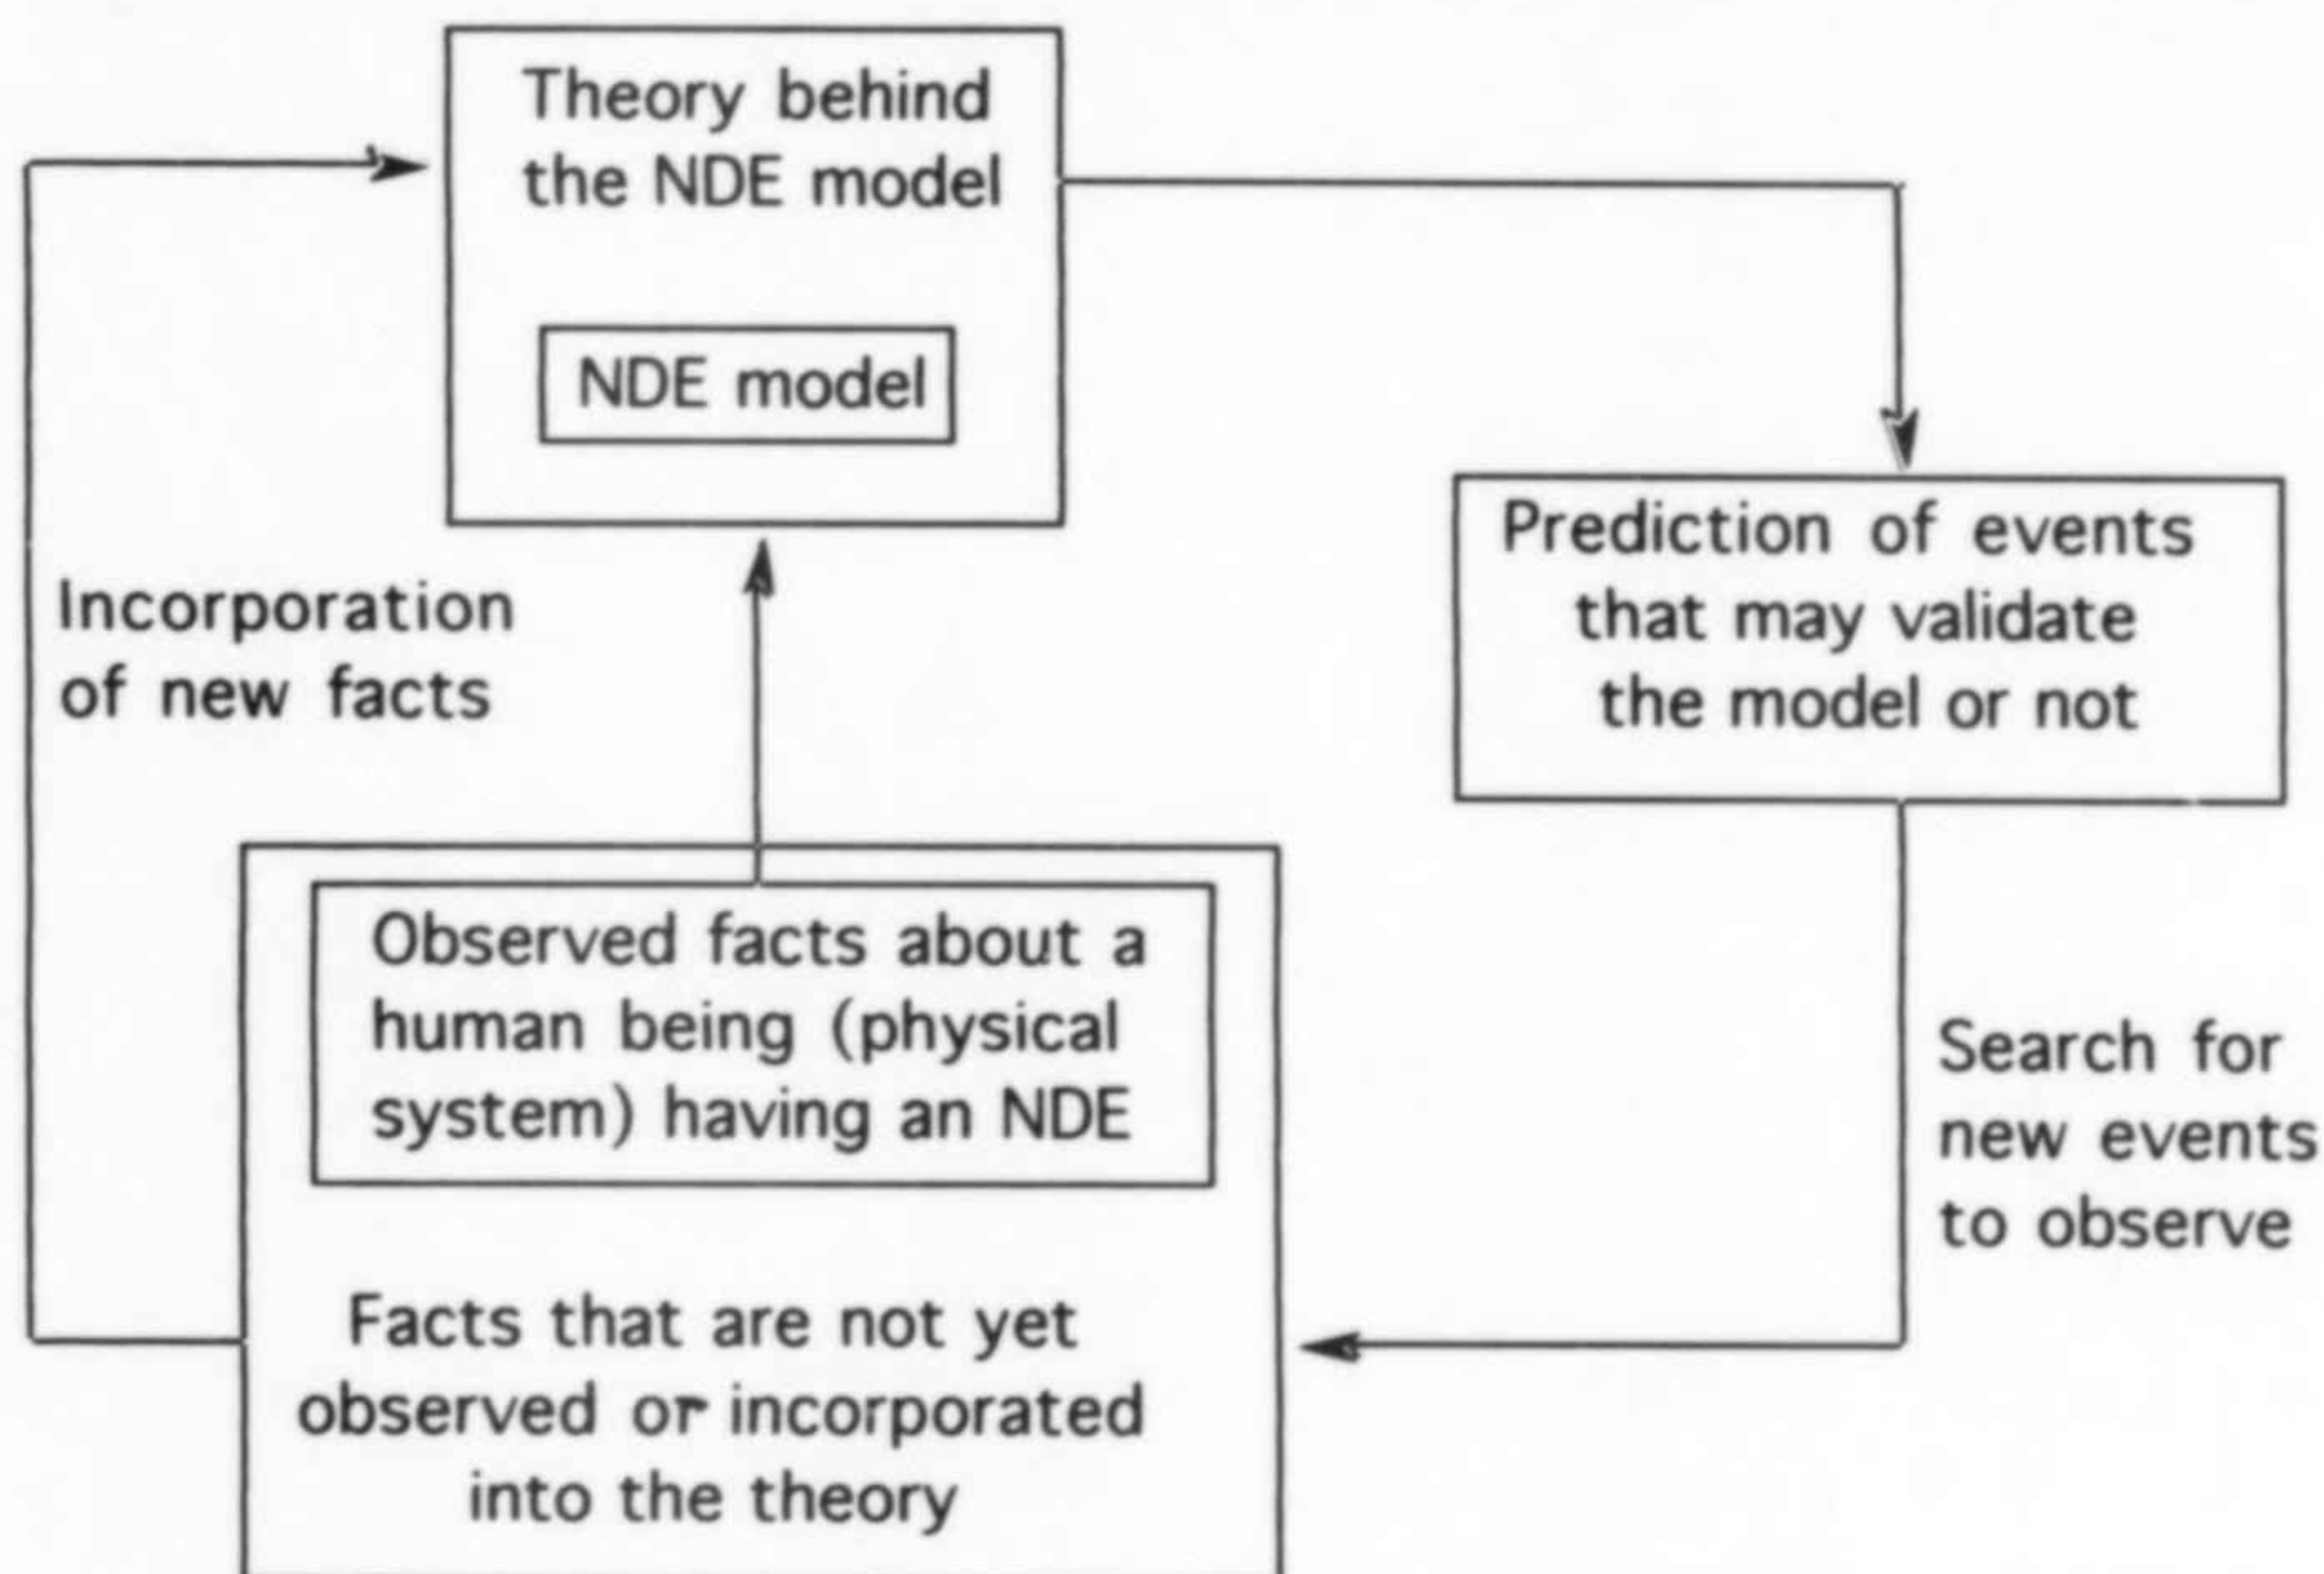 Theory behind
the NDE model
NDE model
Prediction of events
that may validate
the model or not
Incorporation
of new facts
Observed facts about a
human being (physical
system) having an NDE
Search for
new events
to observe
Facts that are not yet
observed or incorporated
into the theory